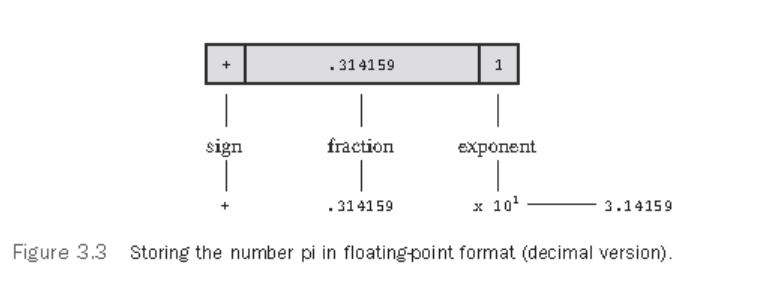 + .314159 1
sign fraction exponent
+ .314159 x 10¹ 3.14159
Figure 3.3 Storing the number pi in floating-point format (decimal version).